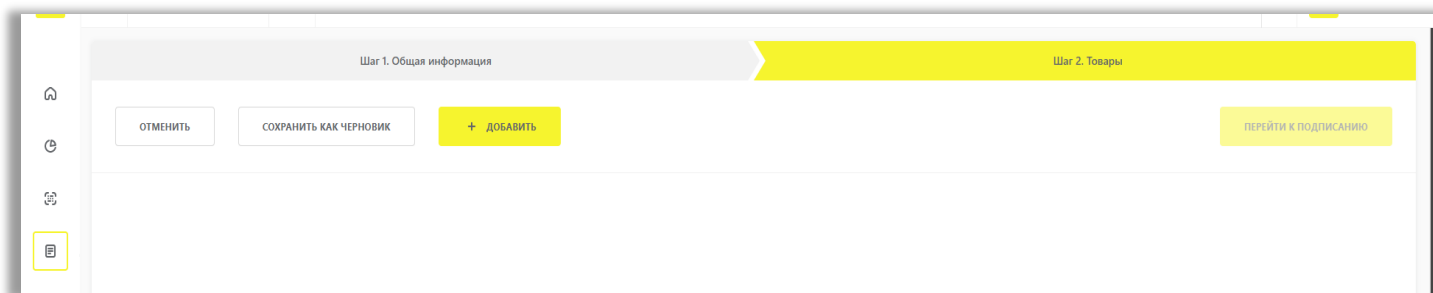 Шаг 1. Общая информация
Шаг 2. Товары
ОТМЕНИТЬ
СОХРАНИТЬ КАК ЧЕРНОВИК
+ ДОБАВИТЬ
ПЕРЕЙТИ К ПОДПИСАНИЮ